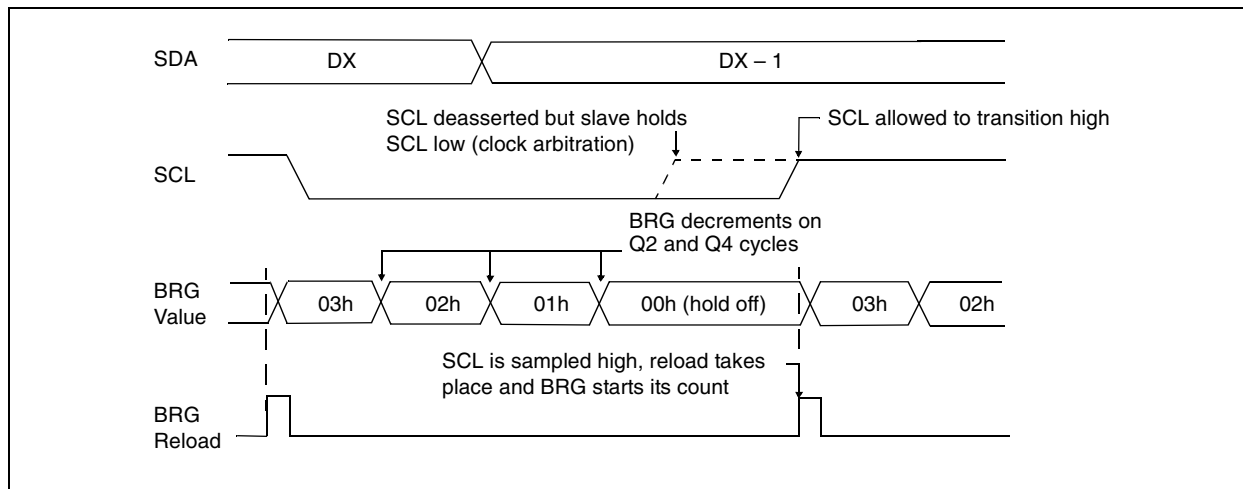 SDA
DX
DX – 1
SCL deasserted but slave holds
SCL low (clock arbitration)
SCL allowed to transition high
SCL
BRG decrements on
Q2 and Q4 cycles
BRG
Value
03h
02h
01h
00h (hold off)
03h
02h
SCL is sampled high, reload takes
place and BRG starts its count
BRG
Reload